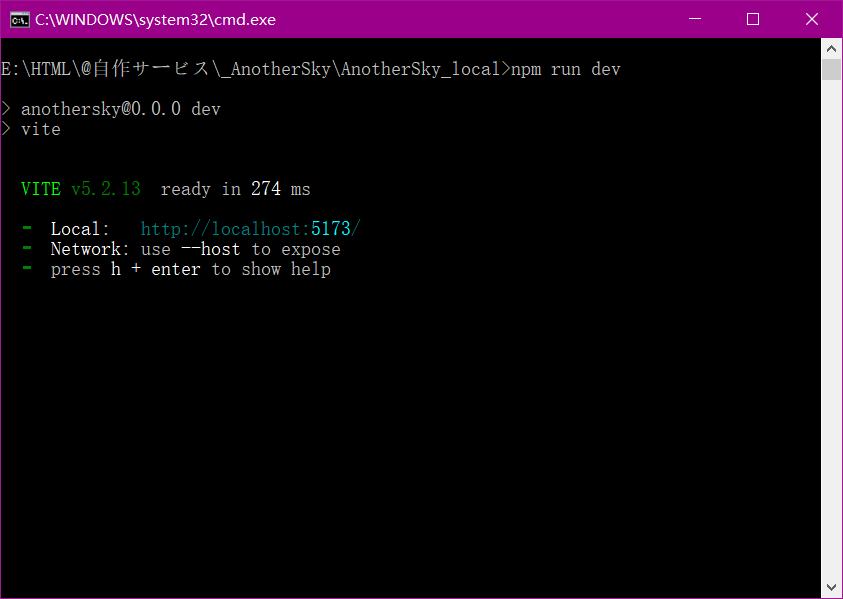 C:\WINDOWS\system32\cmd.exe
E:\HTML\@自作サービス\_AnotherSky\AnotherSky_local>npm run dev
> anothersky@0.0.0 dev
> vite
VITE v5.2.13  ready in 274 ms
- Local:   http://localhost:5173/
- Network: use --host to expose
- press h + enter to show help